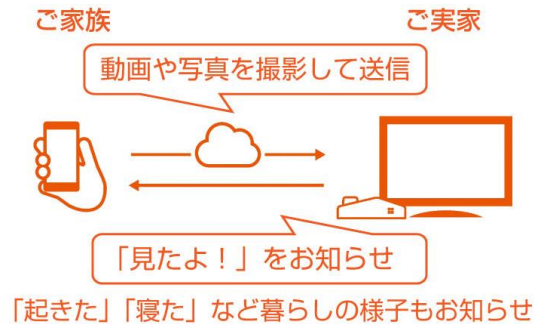 ご家族
ご実家
動画や写真を撮影して送信
「見たよ！」をお知らせ
「起きた」「寝た」など暮らしの様子もお知らせ